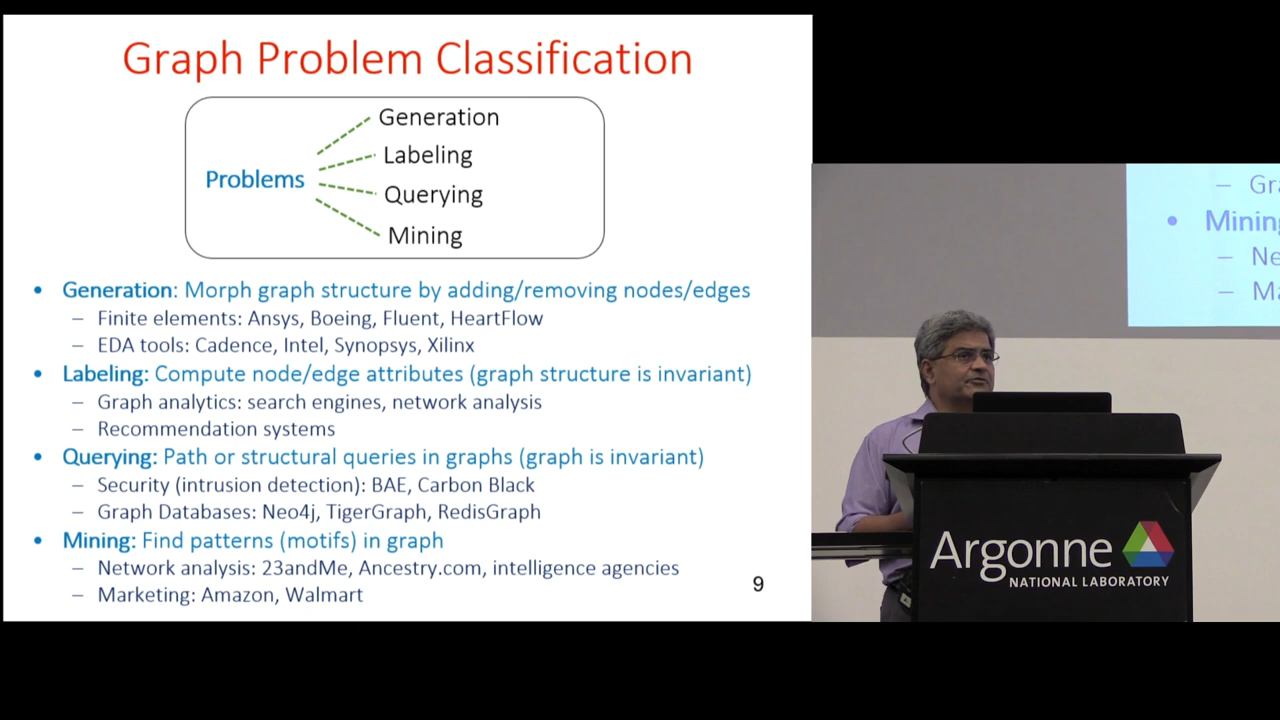 Graph Problem Classification
Problems
Generation
Labeling
Querying
Mining
• Generation: Morph graph structure by adding/removing nodes/edges
– Finite elements: Ansys, Boeing, Fluent, HeartFlow
– EDA tools: Cadence, Intel, Synopsys, Xilinx
• Labeling: Compute node/edge attributes (graph structure is invariant)
– Graph analytics: search engines, network analysis
– Recommendation systems
• Querying: Path or structural queries in graphs (graph is invariant)
– Security (intrusion detection): BAE, Carbon Black
– Graph Databases: Neo4j, TigerGraph, RedisGraph
• Mining: Find patterns (motifs) in graph
– Network analysis: 23andMe, Ancestry.com, intelligence agencies
– Marketing: Amazon, Walmart
9
– Gra
• Mining
– Ne
– Ma
Argonne
NATIONAL LABORATORY